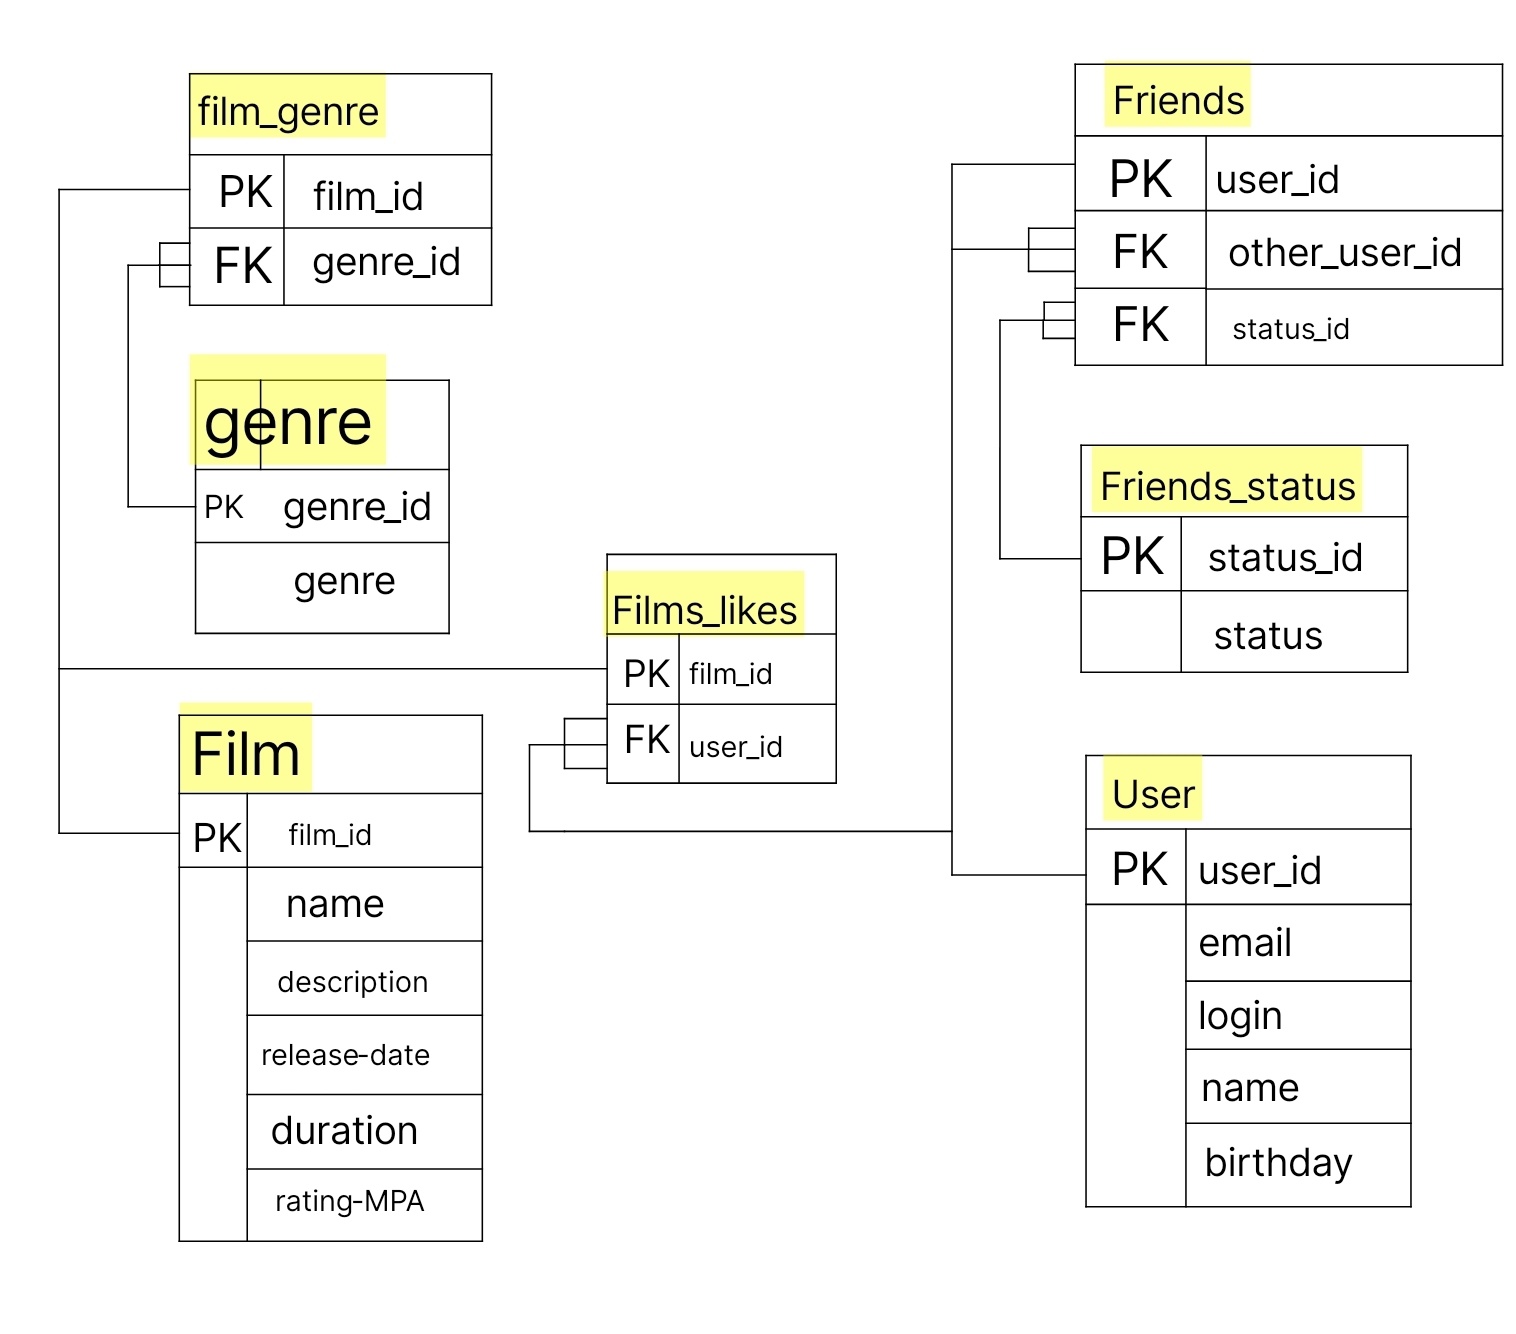 film_genre
PK film_id
FK genre_id
genre
PK genre_id
genre
Film
PK film_id
name
description
release-date
duration
rating-MPA
Films_likes
PK film_id
FK user_id
Friends
PK user_id
FK other_user_id
FK status_id
Friends_status
PK status_id
status
User
PK user_id
email
login
name
birthday